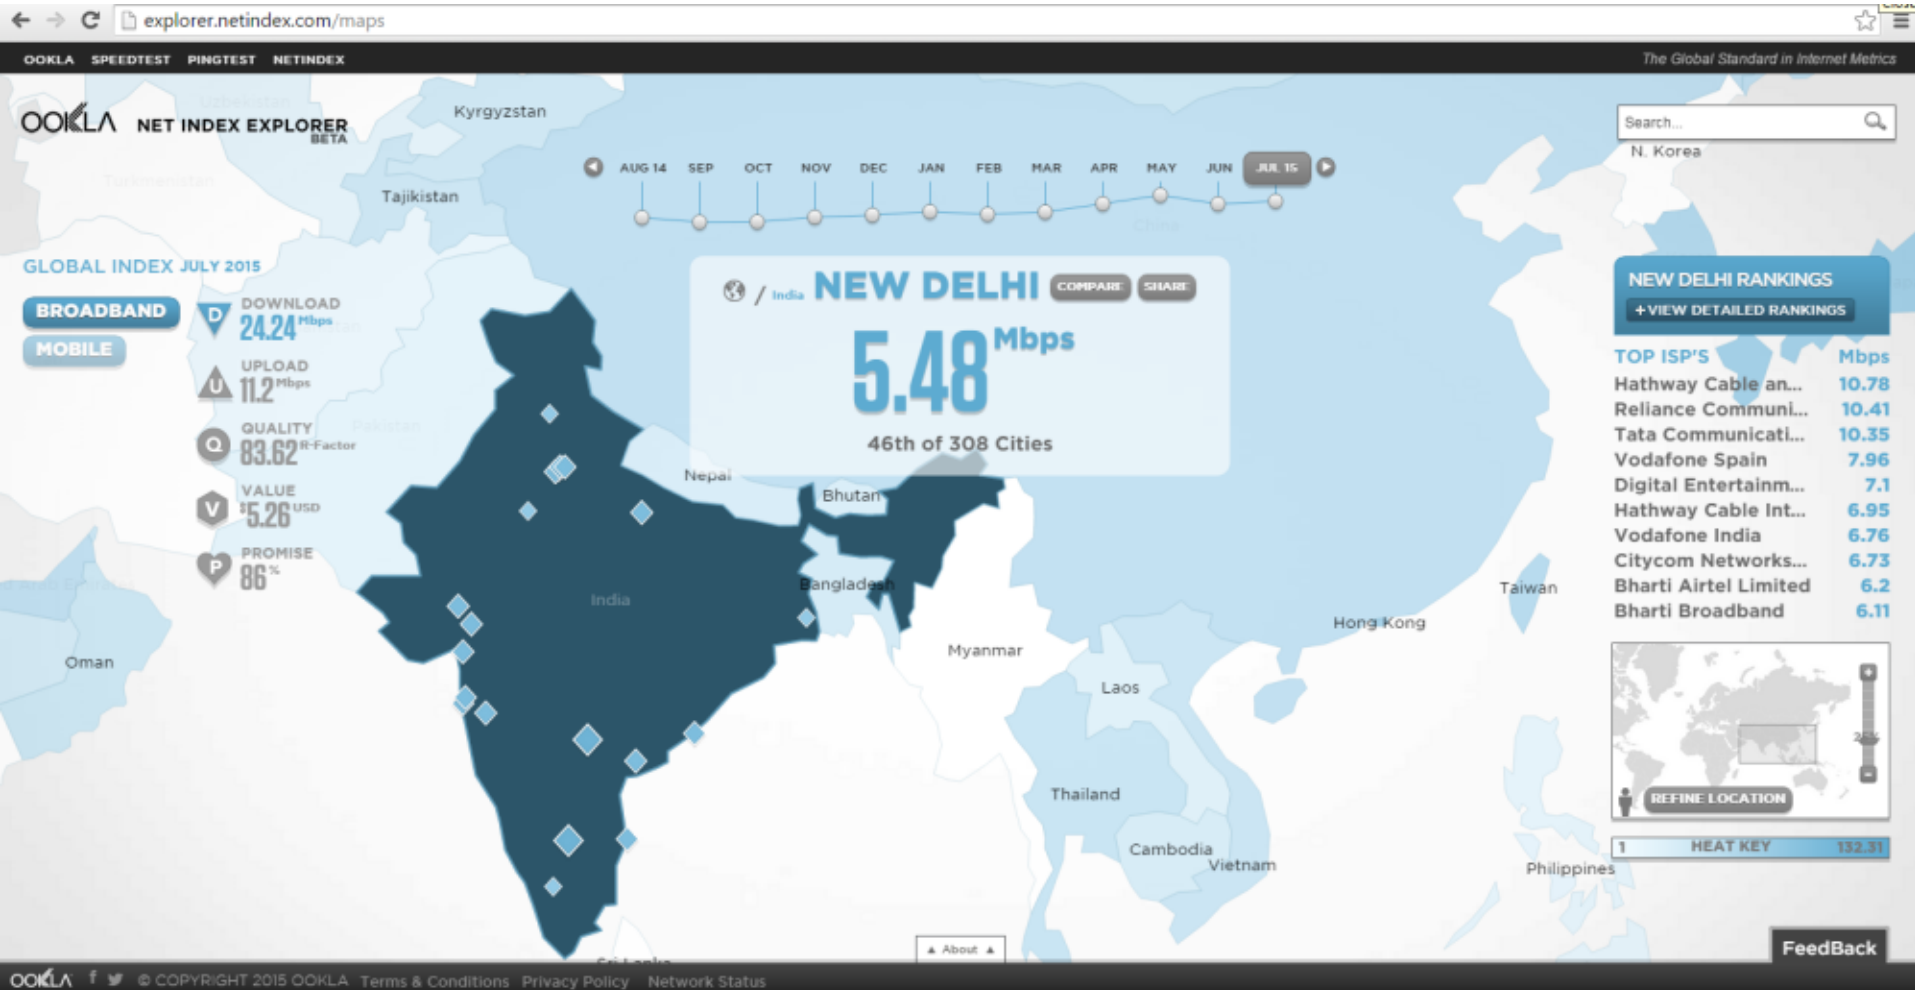 Close
explorer.netindex.com/maps
OOKLA SPEEDTEST PINGTEST NETINDEX
The Global Standard in Internet Metrics
OOKLA NET INDEX EXPLORER
BETA
Search...
Uzbekistan
Kyrgyzstan
Turkmenistan
Tajikistan
N. Korea
China
AUG 14 SEP OCT NOV DEC JAN FEB MAR APR MAY JUN JUL 15
GLOBAL INDEX JULY 2015
BROADBAND
MOBILE
D DOWNLOAD
24.24 Mbps
U UPLOAD
11.2 Mbps
Q QUALITY
83.62 R-Factor
V VALUE
$5.26 USD
P PROMISE
86 %
/ India NEW DELHI COMPARE SHARE
5.48 Mbps
46th of 308 Cities
NEW DELHI RANKINGS
+VIEW DETAILED RANKINGS
TOP ISP'S Mbps
Hathway Cable an... 10.78
Reliance Communi... 10.41
Tata Communicati... 10.35
Vodafone Spain 7.96
Digital Entertainm... 7.1
Hathway Cable Int... 6.95
Vodafone India 6.76
Citycom Networks... 6.73
Bharti Airtel Limited 6.2
Bharti Broadband 6.11
Pakistan
Nepal
Bhutan
Bangladesh
India
Oman
Myanmar
Laos
Hong Kong
Taiwan
Thailand
Cambodia
Vietnam
Philippines
Sri Lanka
REFINE LOCATION
1 HEAT KEY 132.31
▲ About ▲
FeedBack
OOKLA f © COPYRIGHT 2015 OOKLA Terms & Conditions Privacy Policy Network Status